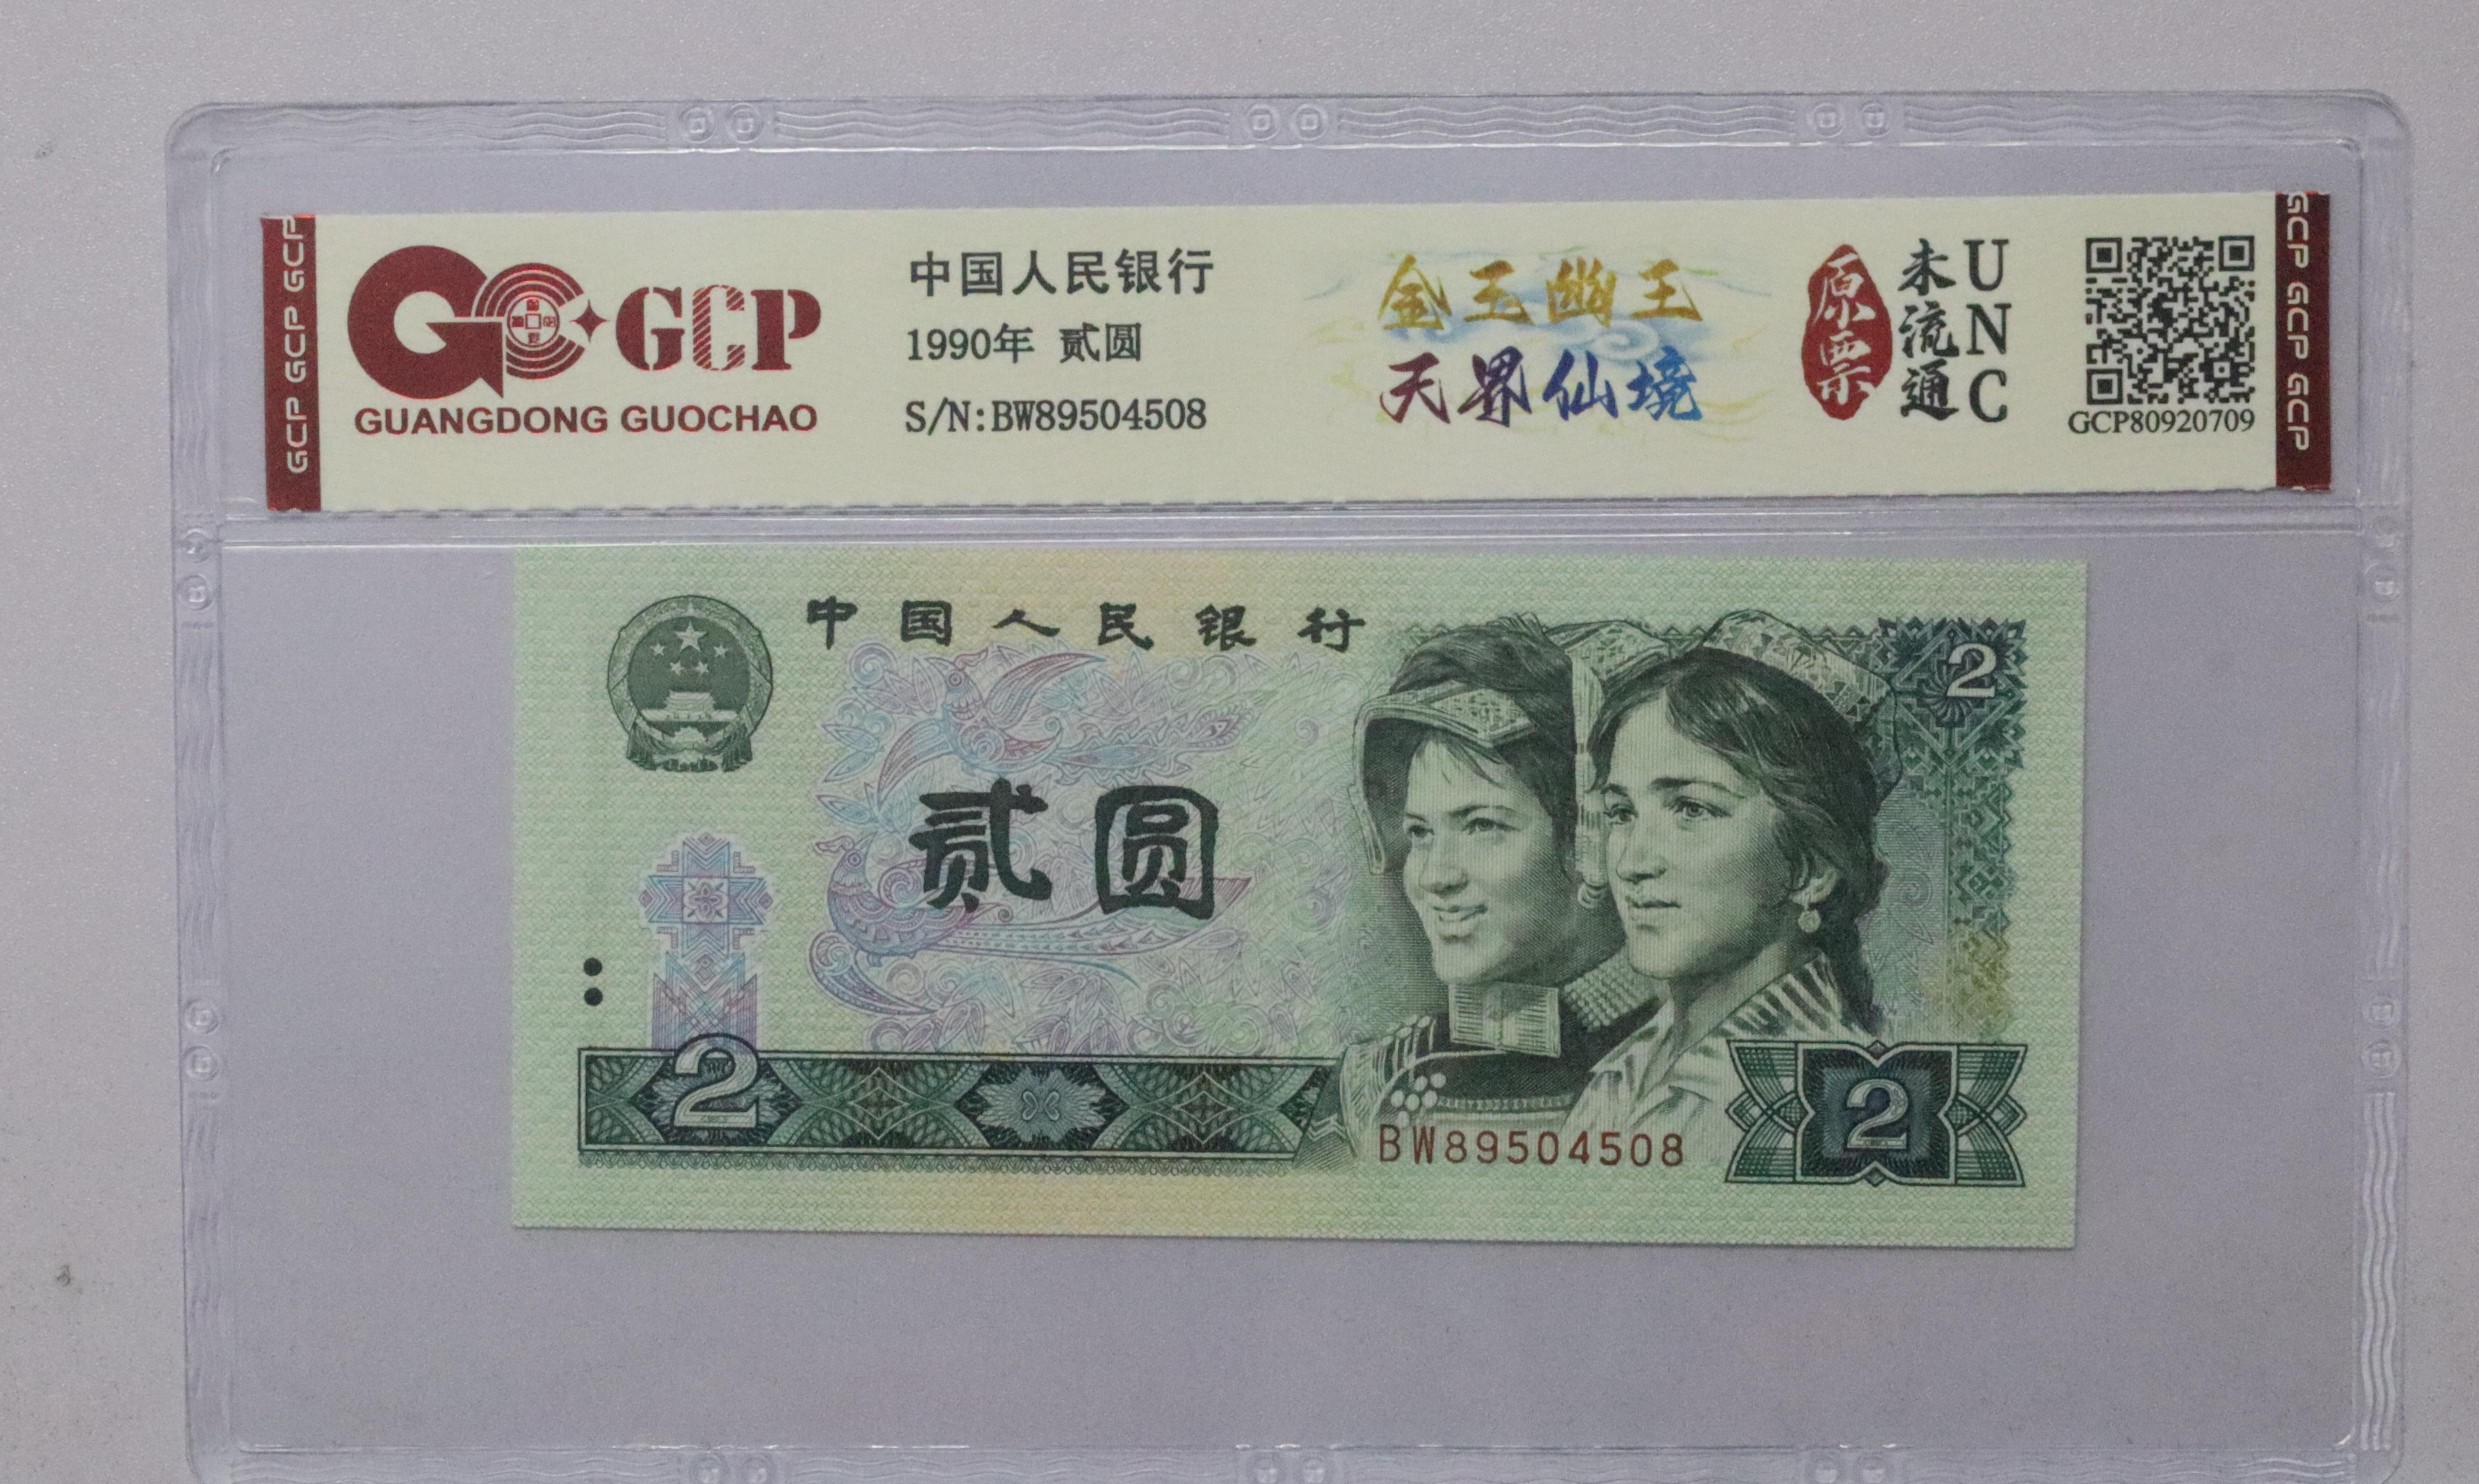 GCP GCP GCP
GCP
GUANGDONG GUOCHAO
中国人民银行
1990年 贰圆
S/N:BW89504508
金玉幽王
天界仙境
原票
未流通
UNC
GCP80920709
GCP GCP GCP
中国人民银行
2
贰圆
2
BW89504508
2